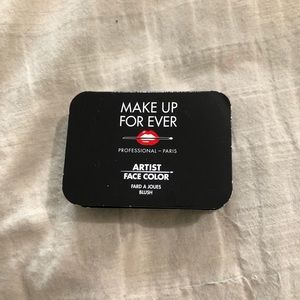 MAKE UP
FOR EVER
PROFESSIONAL – PARIS
ARTIST
FACE COLOR
FARD A JOUES
BLUSH